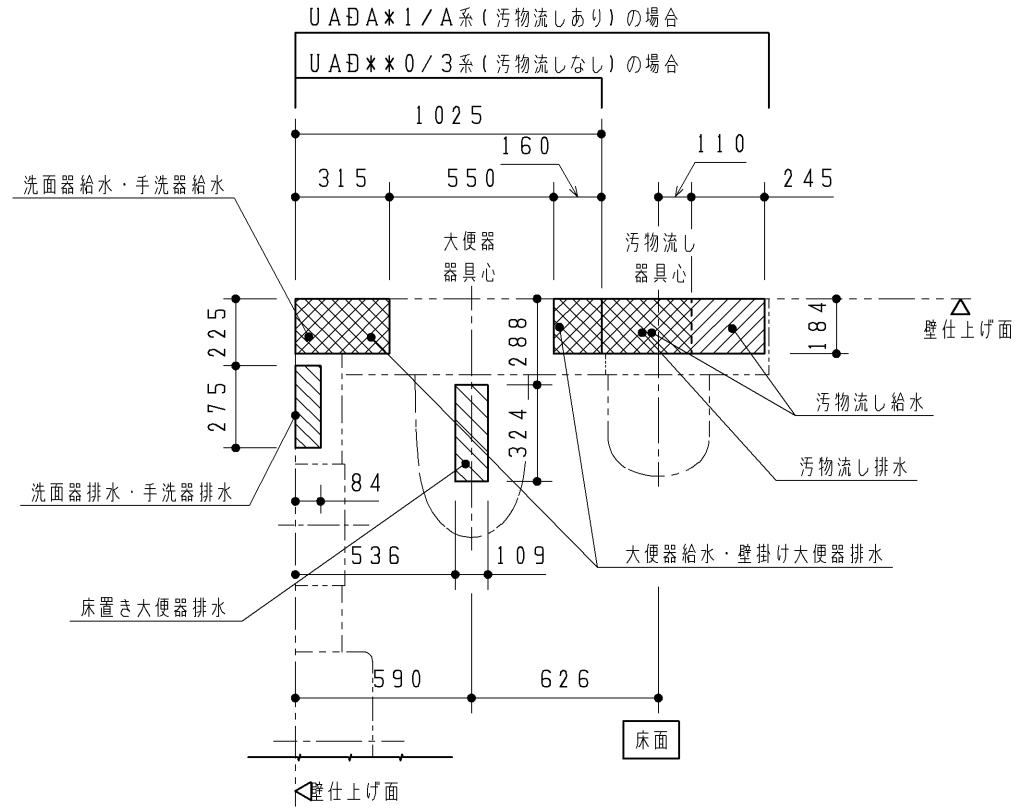 UADA*1/A系(汚物流しあり)の場合
UAD**0/3系(汚物流しなし)の場合
1025
160
110
315
550
245
洗面器給水・手洗器給水
大便器
器具心
汚物流し
器具心
225
288
184
壁仕上げ面
275
324
汚物流し給水
汚物流し排水
84
洗面器排水・手洗器排水
536
109
大便器給水・壁掛け大便器排水
床置き大便器排水
590
626
床面
壁仕上げ面